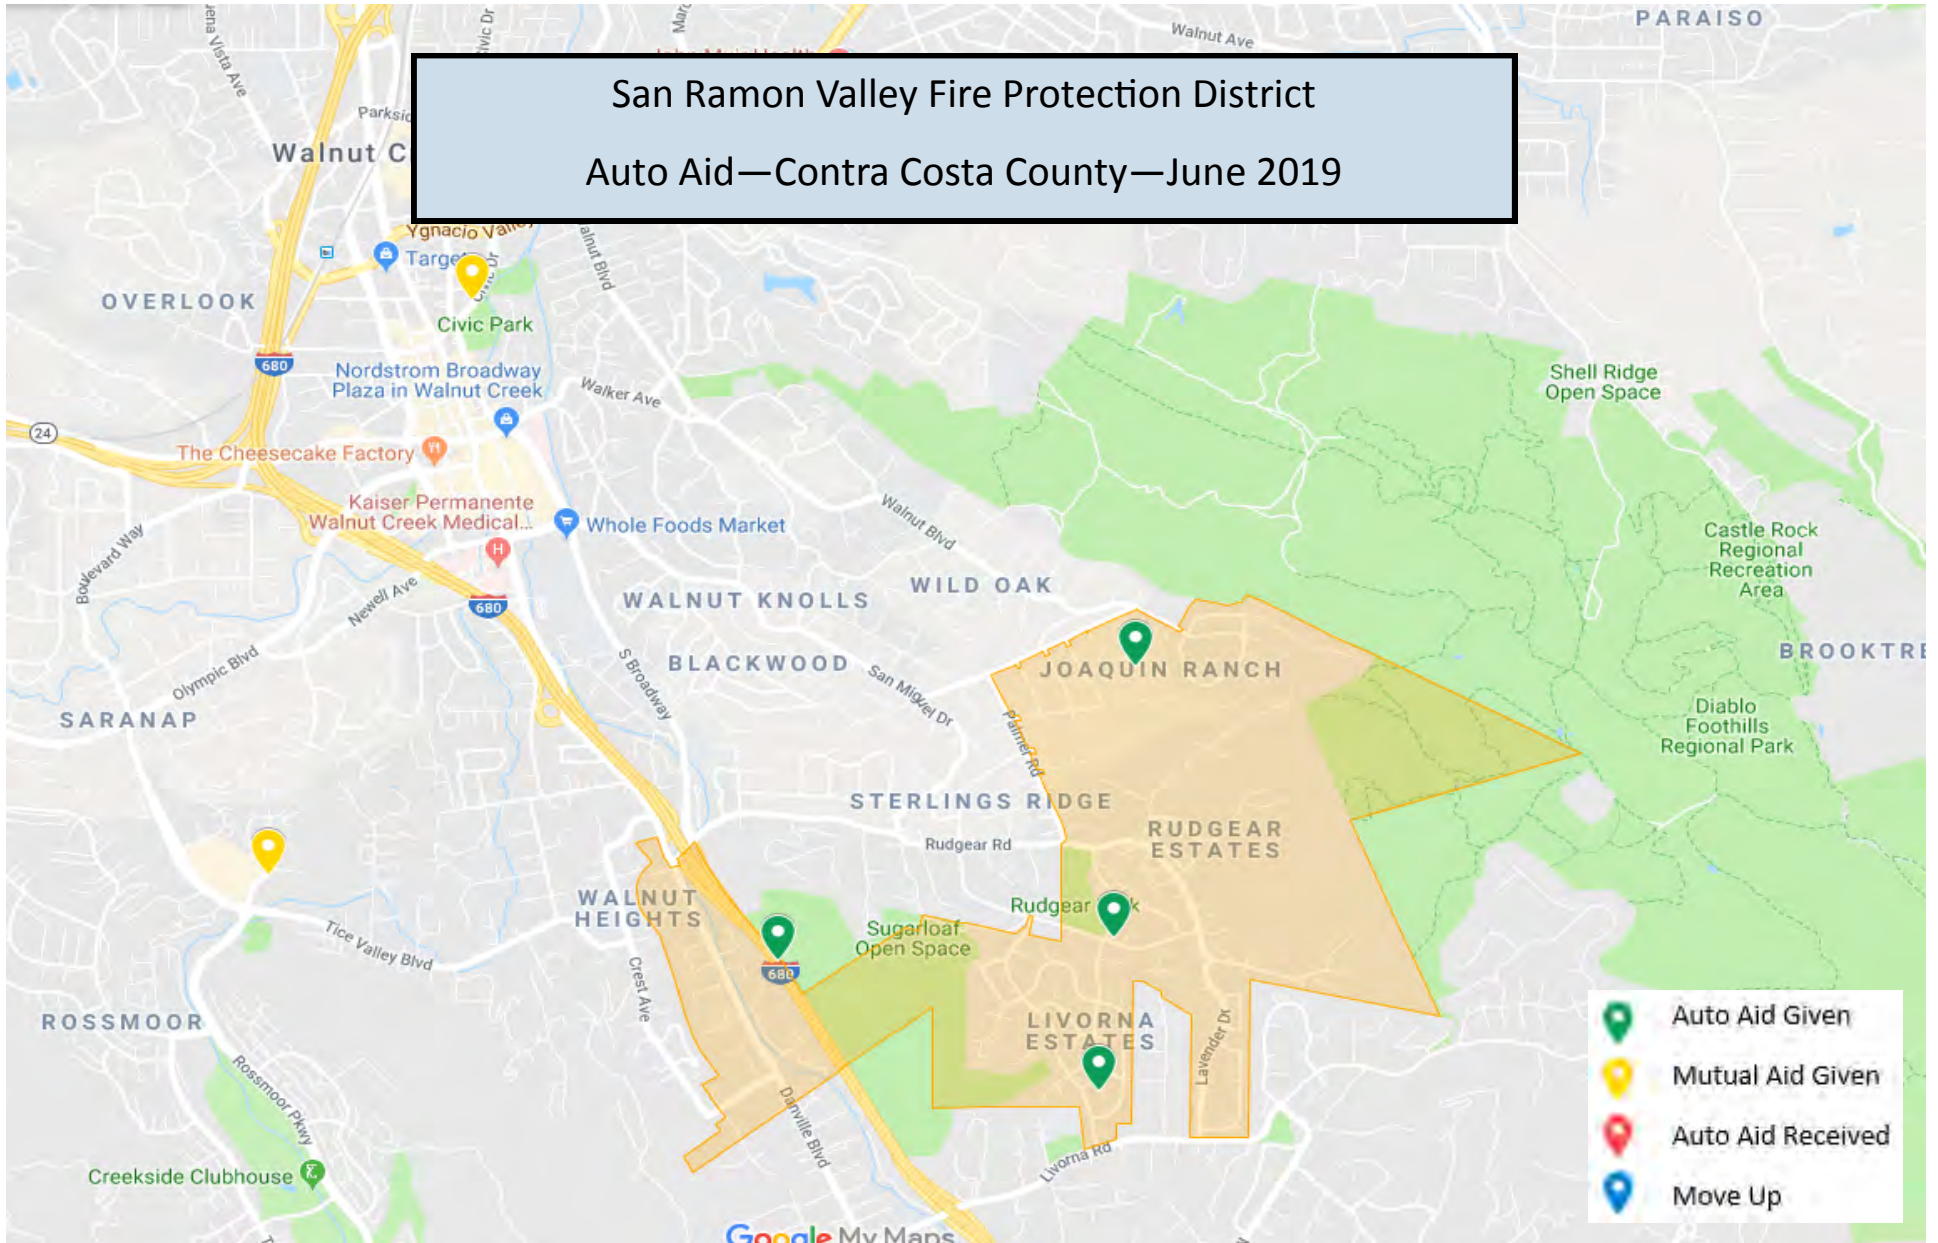 PARAISO
Walnut Ave
Civic Dr
San Ramon Valley Fire Protection District
Auto Aid—Contra Costa County—June 2019
Ygnacio Valley
Target
Civic Park
OVERLOOK
680
Nordstrom Broadway
Plaza in Walnut Creek
Walker Ave
24
The Cheesecake Factory
Kaiser Permanente
Walnut Creek Medical...
H
Whole Foods Market
Walnut Blvd
Shell Ridge
Open Space
Castle Rock
Regional
Recreation
Area
Boulevard Way
Newell Ave
680
WALNUT KNOLLS
WILD OAK
BLACKWOOD
San Miguel Dr
S Broadway
Olympic Blvd
SARANAP
JOAQUIN RANCH
Palmer Rd
BROOKTRE
Diablo
Foothills
Regional Park
STERLINGS RIDGE
Rudgear Rd
RUDGEAR
ESTATES
WALNUT
HEIGHTS
Rudgear
Sugarloaf
Open Space
680
Tice Valley Blvd
Crest Ave
ROSSMOOR
Rossmoor Pkwy
LIVORNA
ESTATES
Lavender Dr
Danville Blvd
Livorna Rd
Creekside Clubhouse
Google My Maps
Auto Aid Given
Mutual Aid Given
Auto Aid Received
Move Up